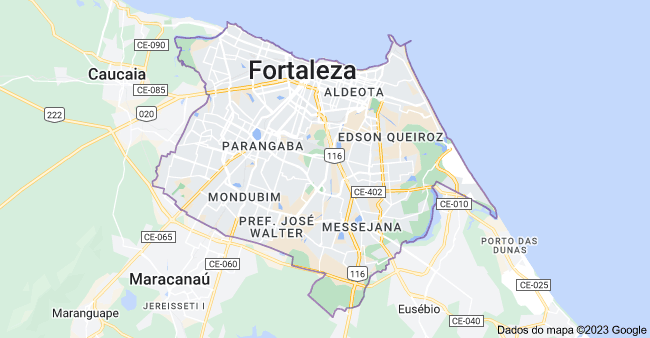 CE-090
Fortaleza
Caucaia
CE-085
ALDEOTA
222
020
EDSON QUEIROZ
PARANGABA
116
CE-402
MONDUBIM
CE-010
PREF. JOSÉ
WALTER
MESSEJANA
CE-065
PORTO DAS
DUNAS
CE-060
Maracanaú
116
CE-025
JEREISSETI I
Maranguape
Eusébio
CE-040
Dados do mapa ©2023 Google